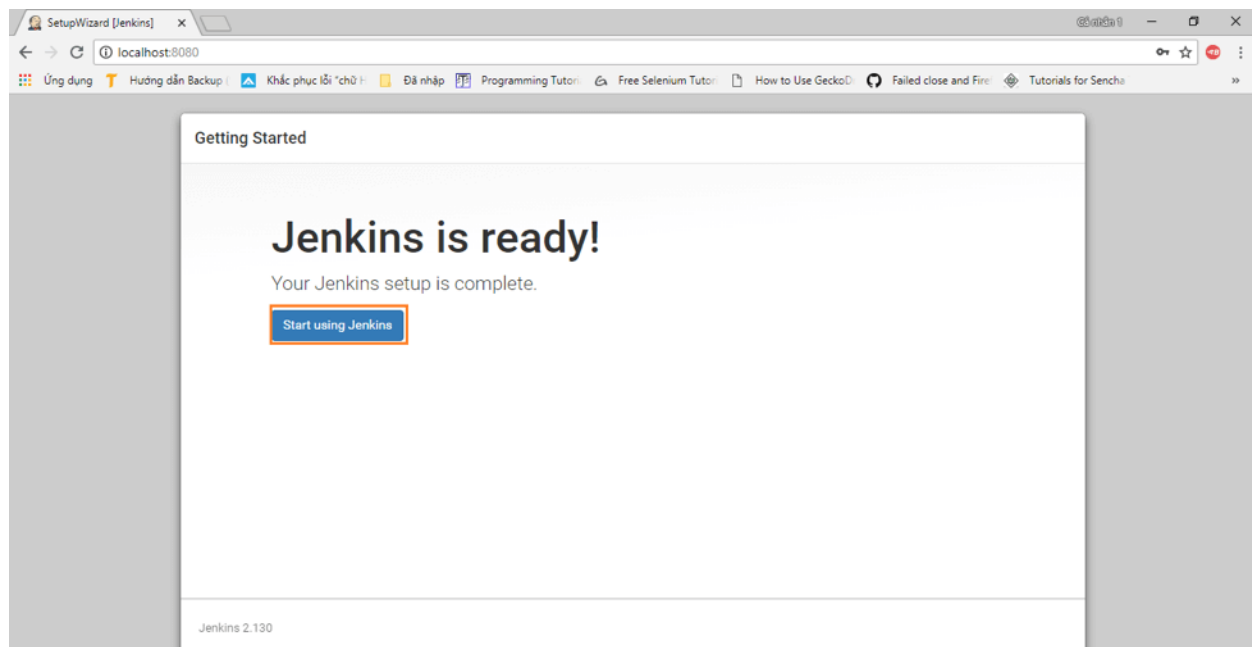 SetupWizard [Jenkins]
localhost:8080
Ứng dụng Hướng dẫn Backup ( Khắc phục lỗi "chữ H Đã nhập Programming Tutori Free Selenium Tutori How to Use GeckoD Failed close and Fire Tutorials for Sencha »
Getting Started
Jenkins is ready!
Your Jenkins setup is complete.
Start using Jenkins
Jenkins 2.130